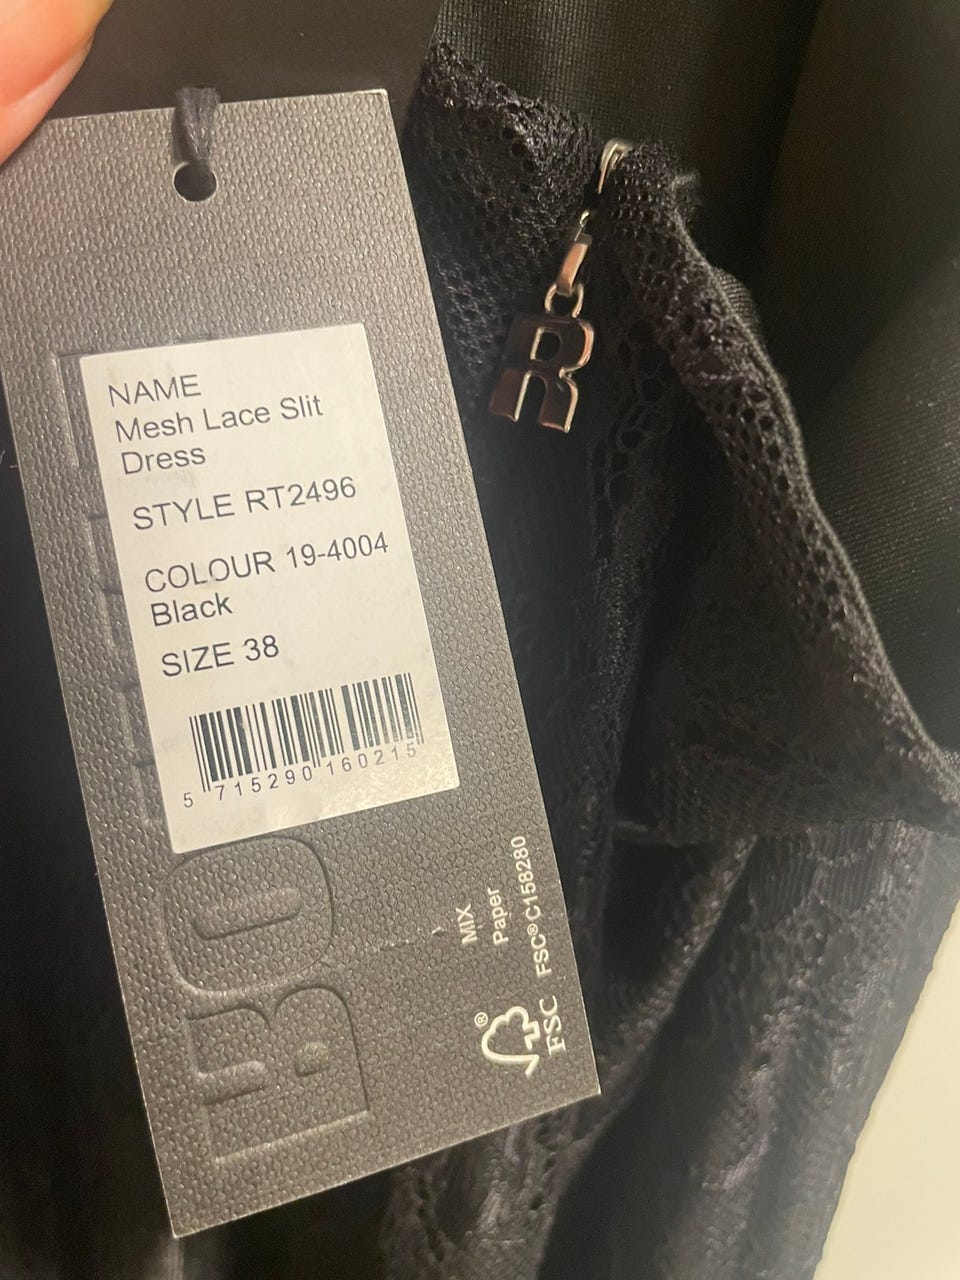 NAME
Mesh Lace Slit
Dress
STYLE RT2496
COLOUR 19-4004
Black
SIZE 38
5 715290 160215
MIX
Paper
FSC® C158280
®
FSC
BO
R